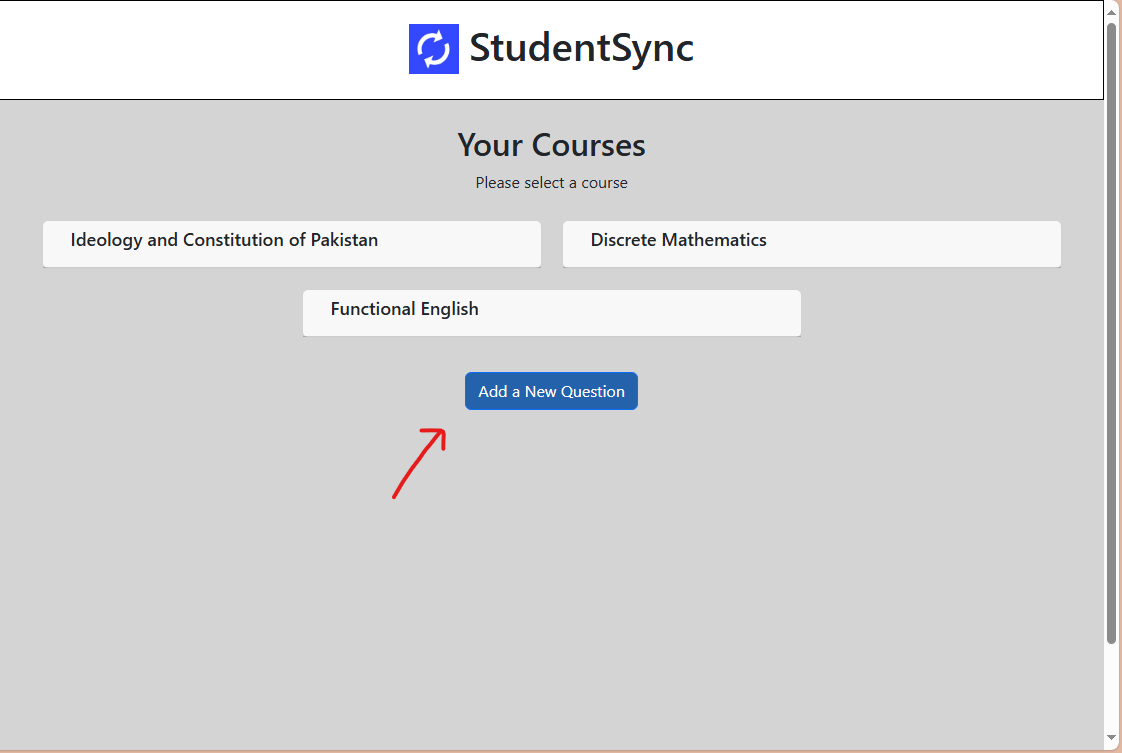 StudentSync
Your Courses
Please select a course
Ideology and Constitution of Pakistan
Discrete Mathematics
Functional English
Add a New Question